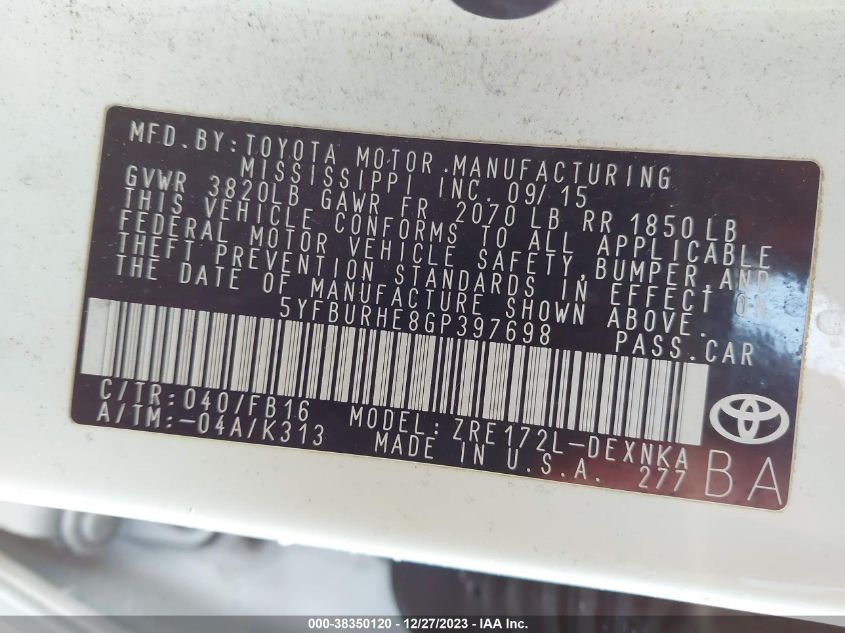 MFD.BY:TOYOTA MOTOR MANUFACTURING
MISSISSIPPI INC. 09/15
GVWR 3820LB GAWR FR 2070 LB RR 1850LB
THIS VEHICLE CONFORMS TO ALL APPLICABLE
FEDERAL MOTOR VEHICLE SAFETY,BUMPER,AND
THEFT PREVENTION STANDARDS IN EFFECT ON
THE DATE OF MANUFACTURE SHOWN ABOVE.
5YFBURHE8GP397698 PASS.CAR
C/TR:040/FB16 MODEL:ZRE172L-DEXNKA
A/TM:-04A/K313 MADE IN U.S.A. 277
BA
000-38350120 - 12/27/2023 - IAA Inc.